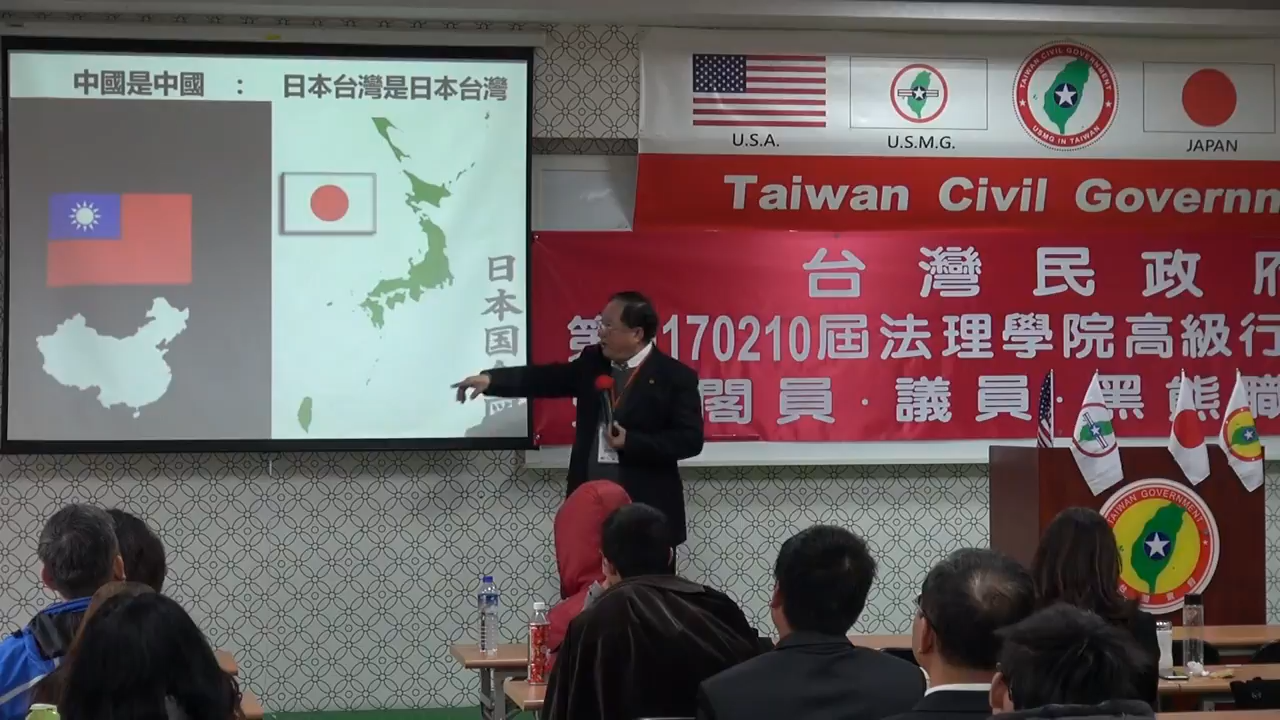 中國是中國 : 日本台灣是日本台灣
日本国
U.S.A.
U.S.M.G.
TAIWAN CIVIL GOVERNMENT
USMG IN TAIWAN
JAPAN
Taiwan Civil Governm
台灣民政府
第170210屆法理學院高級行
閣員·議員·黑熊職
TAIWAN GOVERNMENT